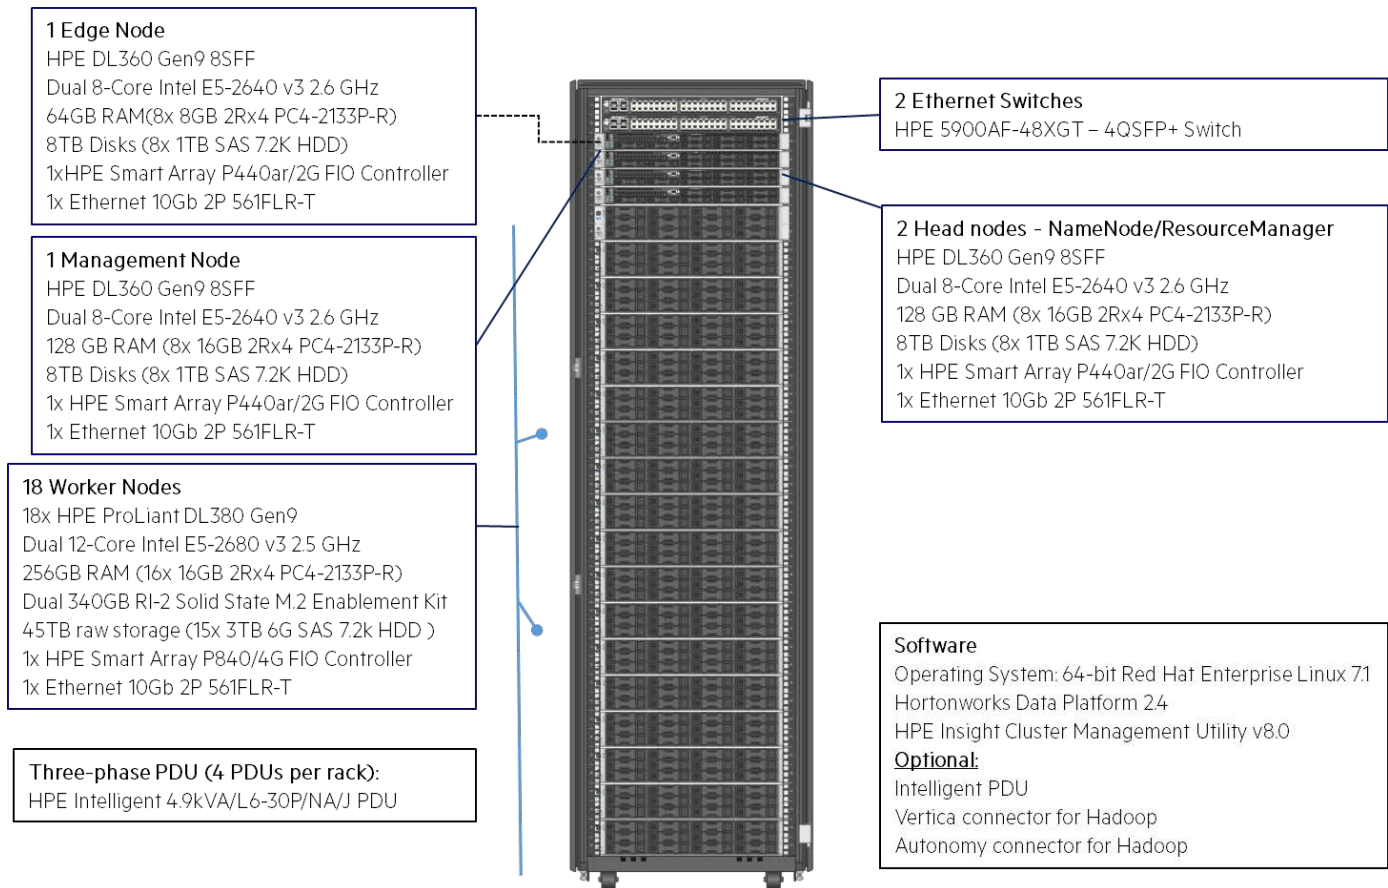 1 Edge Node
HPE DL360 Gen9 8SFF
Dual 8-Core Intel E5-2640 v3 2.6 GHz
64GB RAM(8x 8GB 2Rx4 PC4-2133P-R)
8TB Disks (8x 1TB SAS 7.2K HDD)
1xHPE Smart Array P440ar/2G FIO Controller
1x Ethernet 10Gb 2P 561FLR-T
1 Management Node
HPE DL360 Gen9 8SFF
Dual 8-Core Intel E5-2640 v3 2.6 GHz
128 GB RAM (8x 16GB 2Rx4 PC4-2133P-R)
8TB Disks (8x 1TB SAS 7.2K HDD)
1x HPE Smart Array P440ar/2G FIO Controller
1x Ethernet 10Gb 2P 561FLR-T
18 Worker Nodes
18x HPE ProLiant DL380 Gen9
Dual 12-Core Intel E5-2680 v3 2.5 GHz
256GB RAM (16x 16GB 2Rx4 PC4-2133P-R)
Dual 340GB RI-2 Solid State M.2 Enablement Kit
45TB raw storage (15x 3TB 6G SAS 7.2k HDD )
1x HPE Smart Array P840/4G FIO Controller
1x Ethernet 10Gb 2P 561FLR-T
Three-phase PDU (4 PDUs per rack):
HPE Intelligent 4.9kVA/L6-30P/NA/J PDU
2 Ethernet Switches
HPE 5900AF-48XGT – 4QSFP+ Switch
2 Head nodes - NameNode/ResourceManager
HPE DL360 Gen9 8SFF
Dual 8-Core Intel E5-2640 v3 2.6 GHz
128 GB RAM (8x 16GB 2Rx4 PC4-2133P-R)
8TB Disks (8x 1TB SAS 7.2K HDD)
1x HPE Smart Array P440ar/2G FIO Controller
1x Ethernet 10Gb 2P 561FLR-T
Software
Operating System: 64-bit Red Hat Enterprise Linux 7.1
Hortonworks Data Platform 2.4
HPE Insight Cluster Management Utility v8.0
Optional:
Intelligent PDU
Vertica connector for Hadoop
Autonomy connector for Hadoop